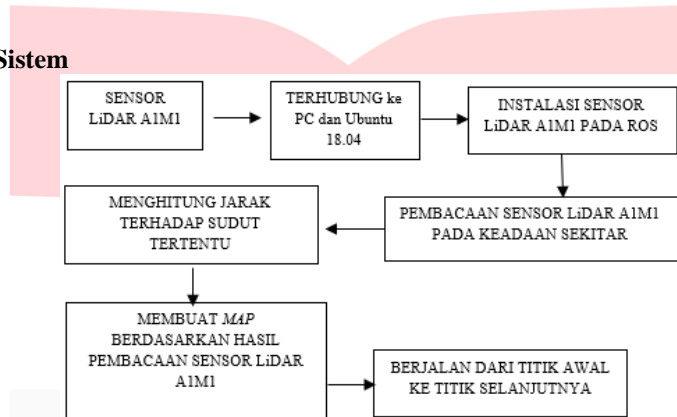 Sistem
SENSOR
LiDAR A1M1
TERHUBUNG ke
PC dan Ubuntu
18.04
INSTALASI SENSOR
LiDAR A1M1 PADA ROS
PEMBACAAN SENSOR LiDAR A1M1
PADA KEADAAN SEKITAR
MENGHITUNG JARAK
TERHADAP SUDUT
TERTENTU
MEMBUAT MAP
BERDASARKAN HASIL
PEMBACAAN SENSOR LiDAR
A1M1
BERJALAN DARI TITIK AWAL
KE TITIK SELANJUTNYA